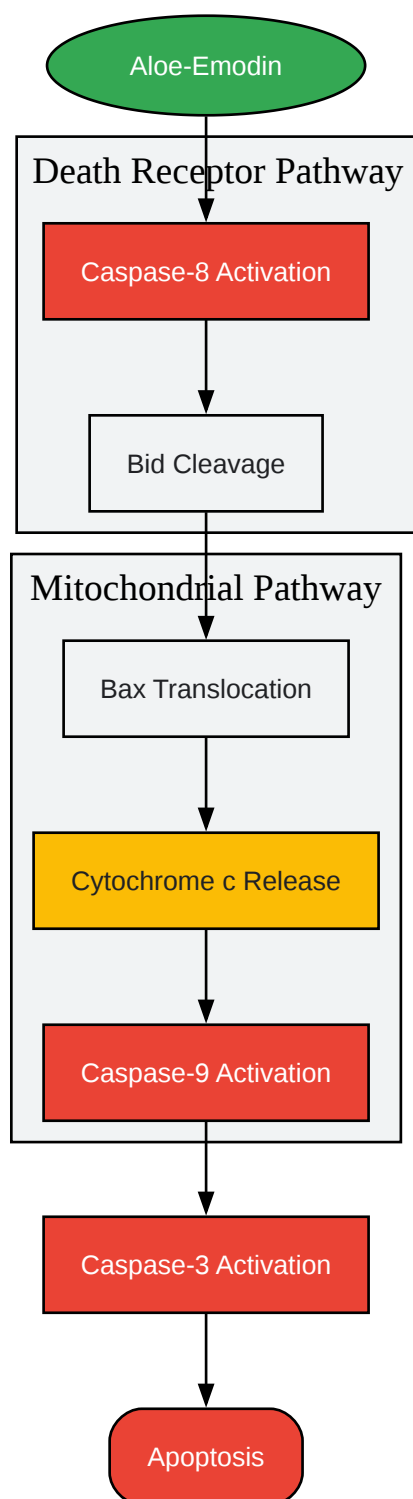 Aloe-Emodin
Death Receptor Pathway
Caspase-8 Activation
Bid Cleavage
Mitochondrial Pathway
Bax Translocation
Cytochrome c Release
Caspase-9 Activation
Caspase-3 Activation
Apoptosis